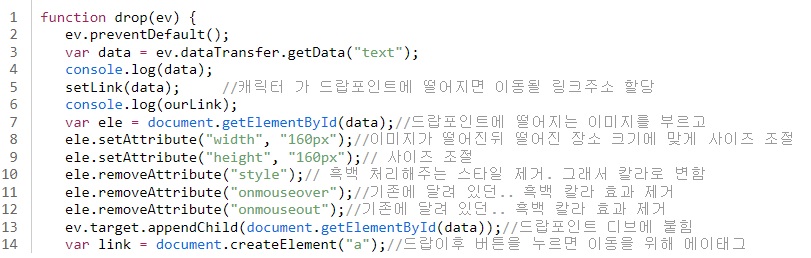 1 function drop(ev) {
2 ev.preventDefault();
3 var data = ev.dataTransfer.getData("text");
4 console.log(data);
5 setLink(data); //캐릭터 가 드랍포인트에 떨어지면 이동될 링크주소 할당
6 console.log(ourLink);
7 var ele = document.getElementById(data);//드랍포인트에 떨어지는 이미지를 부르고
8 ele.setAttribute("width", "160px");//이미지가 떨어진뒤 떨어진 장소 크기에 맞게 사이즈 조절
9 ele.setAttribute("height", "160px");// 사이즈 조절
10 ele.removeAttribute("style");// 흑백 처리해주는 스타일 제거. 그래서 칼라로 변함
11 ele.removeAttribute("onmouseover");//기존에 달려 있던.. 흑백 칼라 효과 제거
12 ele.removeAttribute("onmouseout");//기존에 달려 있던.. 흑백 칼라 효과 제거
13 ev.target.appendChild(document.getElementById(data));//드랍포인트 디브에 붙힘
14 var link = document.createElement("a");//드랍이후 버튼을 누르면 이동을 위해 에이태그